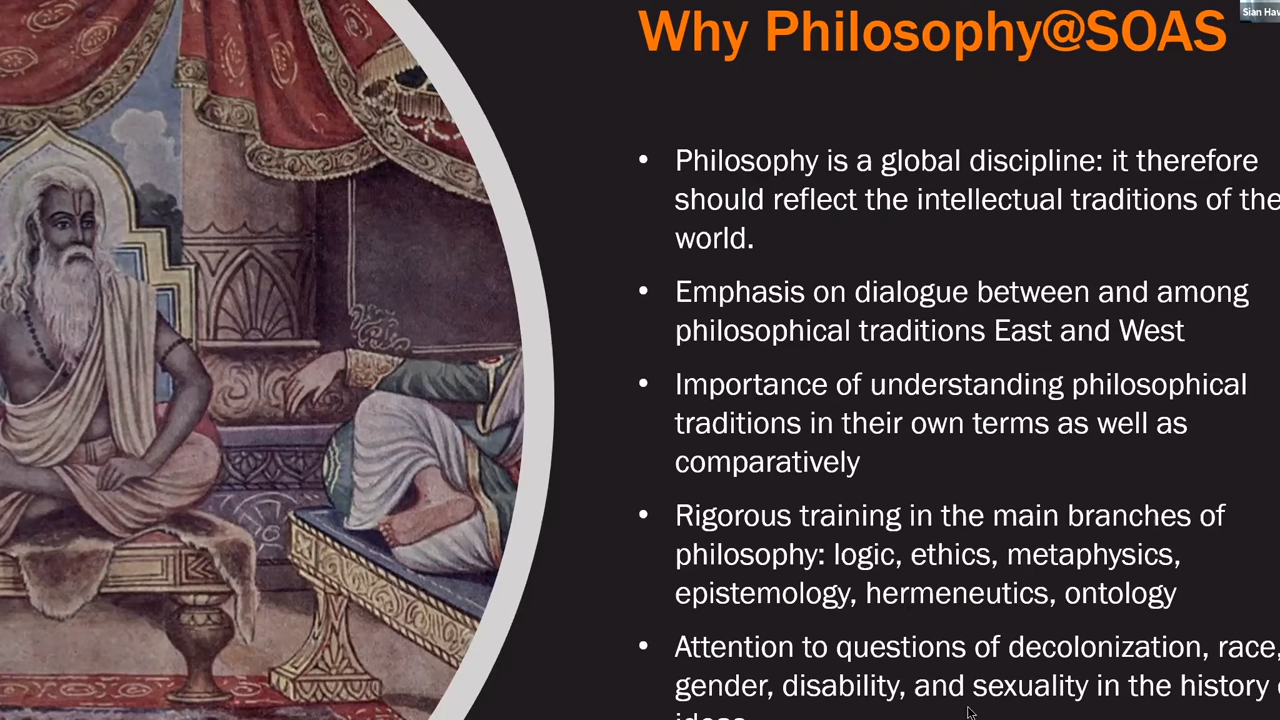 Why Philosophy@SOAS
Sian Haw
• Philosophy is a global discipline: it therefore
should reflect the intellectual traditions of the
world.
• Emphasis on dialogue between and among
philosophical traditions East and West
• Importance of understanding philosophical
traditions in their own terms as well as
comparatively
• Rigorous training in the main branches of
philosophy: logic, ethics, metaphysics,
epistemology, hermeneutics, ontology
• Attention to questions of decolonization, race,
gender, disability, and sexuality in the history